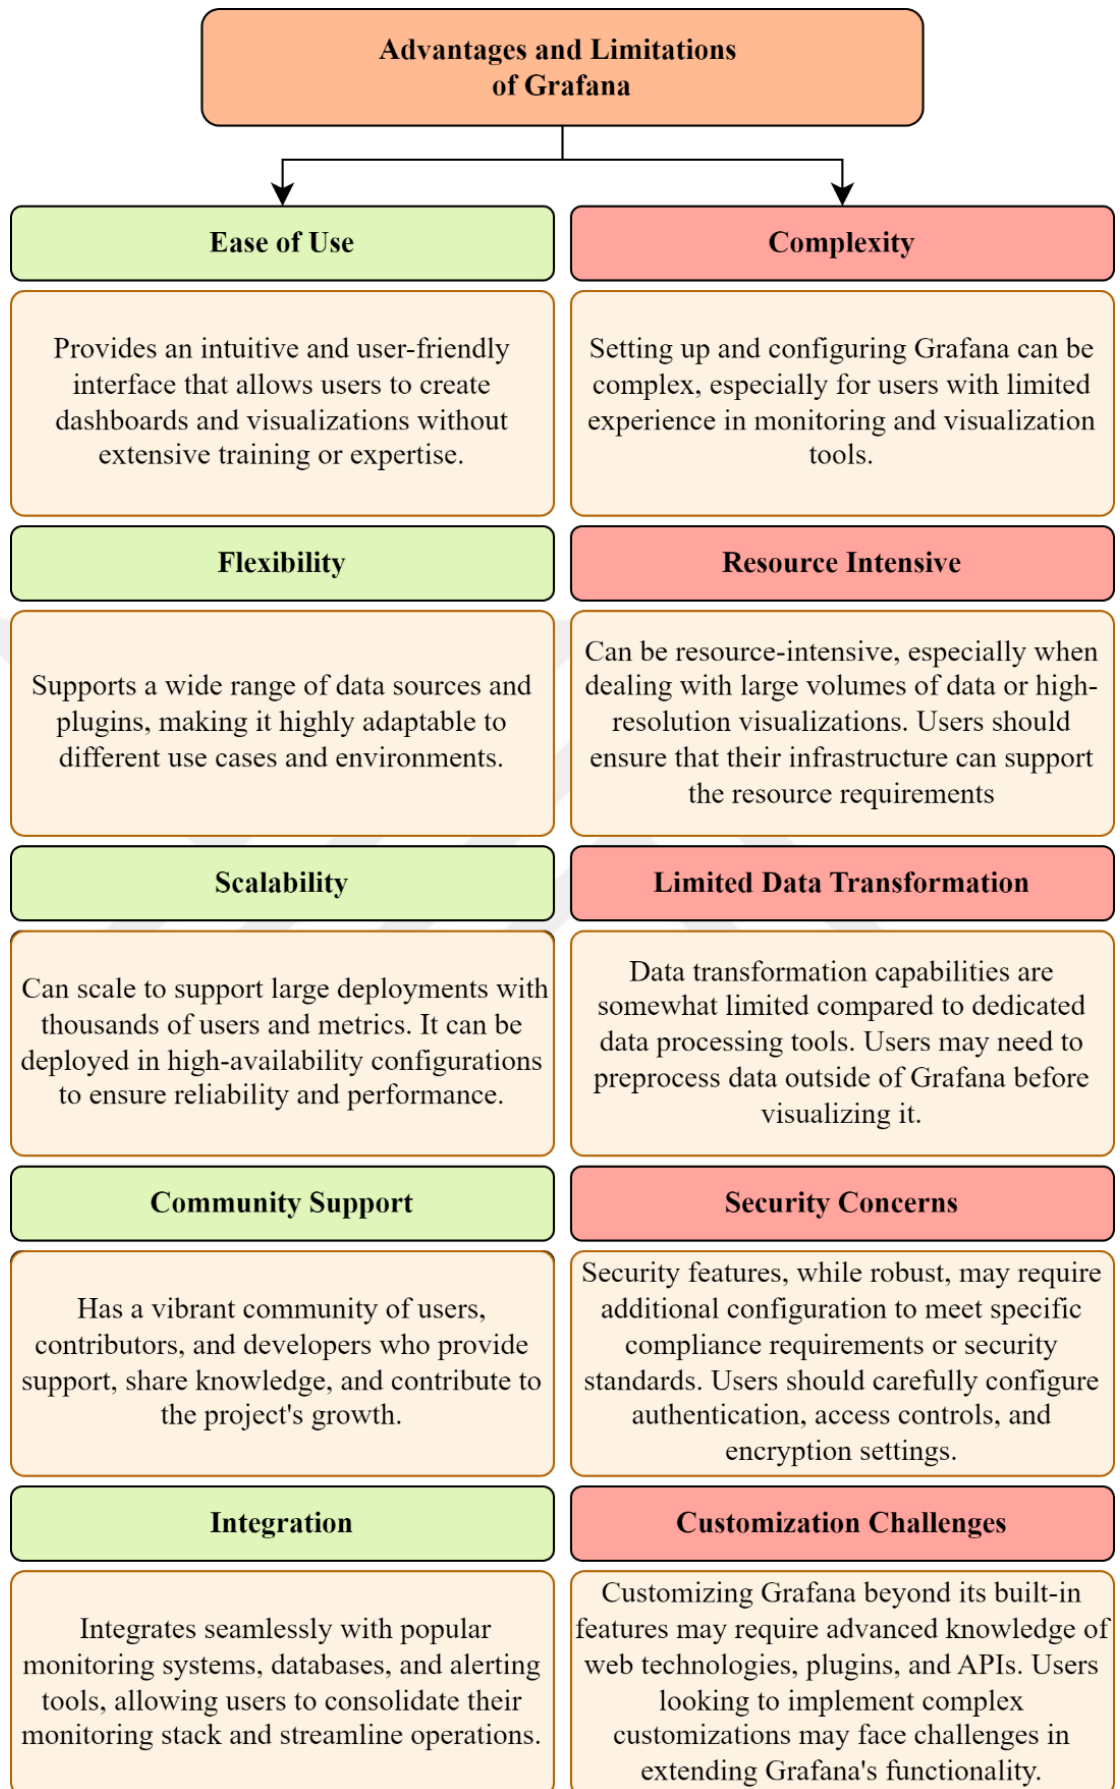 Advantages and Limitations
of Grafana
Ease of Use
Provides an intuitive and user-friendly
interface that allows users to create
dashboards and visualizations without
extensive training or expertise.
Complexity
Setting up and configuring Grafana can be
complex, especially for users with limited
experience in monitoring and visualization
tools.
Flexibility
Supports a wide range of data sources and
plugins, making it highly adaptable to
different use cases and environments.
Resource Intensive
Can be resource-intensive, especially when
dealing with large volumes of data or high-
resolution visualizations. Users should
ensure that their infrastructure can support
the resource requirements
Scalability
Can scale to support large deployments with
thousands of users and metrics. It can be
deployed in high-availability configurations
to ensure reliability and performance.
Limited Data Transformation
Data transformation capabilities are
somewhat limited compared to dedicated
data processing tools. Users may need to
preprocess data outside of Grafana before
visualizing it.
Community Support
Has a vibrant community of users,
contributors, and developers who provide
support, share knowledge, and contribute to
the project's growth.
Security Concerns
Security features, while robust, may require
additional configuration to meet specific
compliance requirements or security
standards. Users should carefully configure
authentication, access controls, and
encryption settings.
Integration
Integrates seamlessly with popular
monitoring systems, databases, and alerting
tools, allowing users to consolidate their
monitoring stack and streamline operations.
Customization Challenges
Customizing Grafana beyond its built-in
features may require advanced knowledge of
web technologies, plugins, and APIs. Users
looking to implement complex
customizations may face challenges in
extending Grafana's functionality.